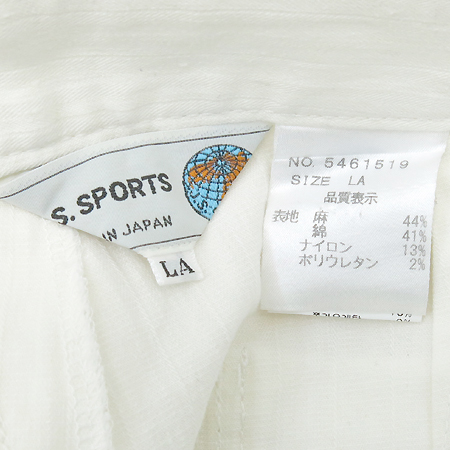 S. SPORTS
IN JAPAN
LA
NO. 5461519
SIZE LA
品質表示
表地 麻 44%
綿 41%
ナイロン 13%
ポリウレタン 2%